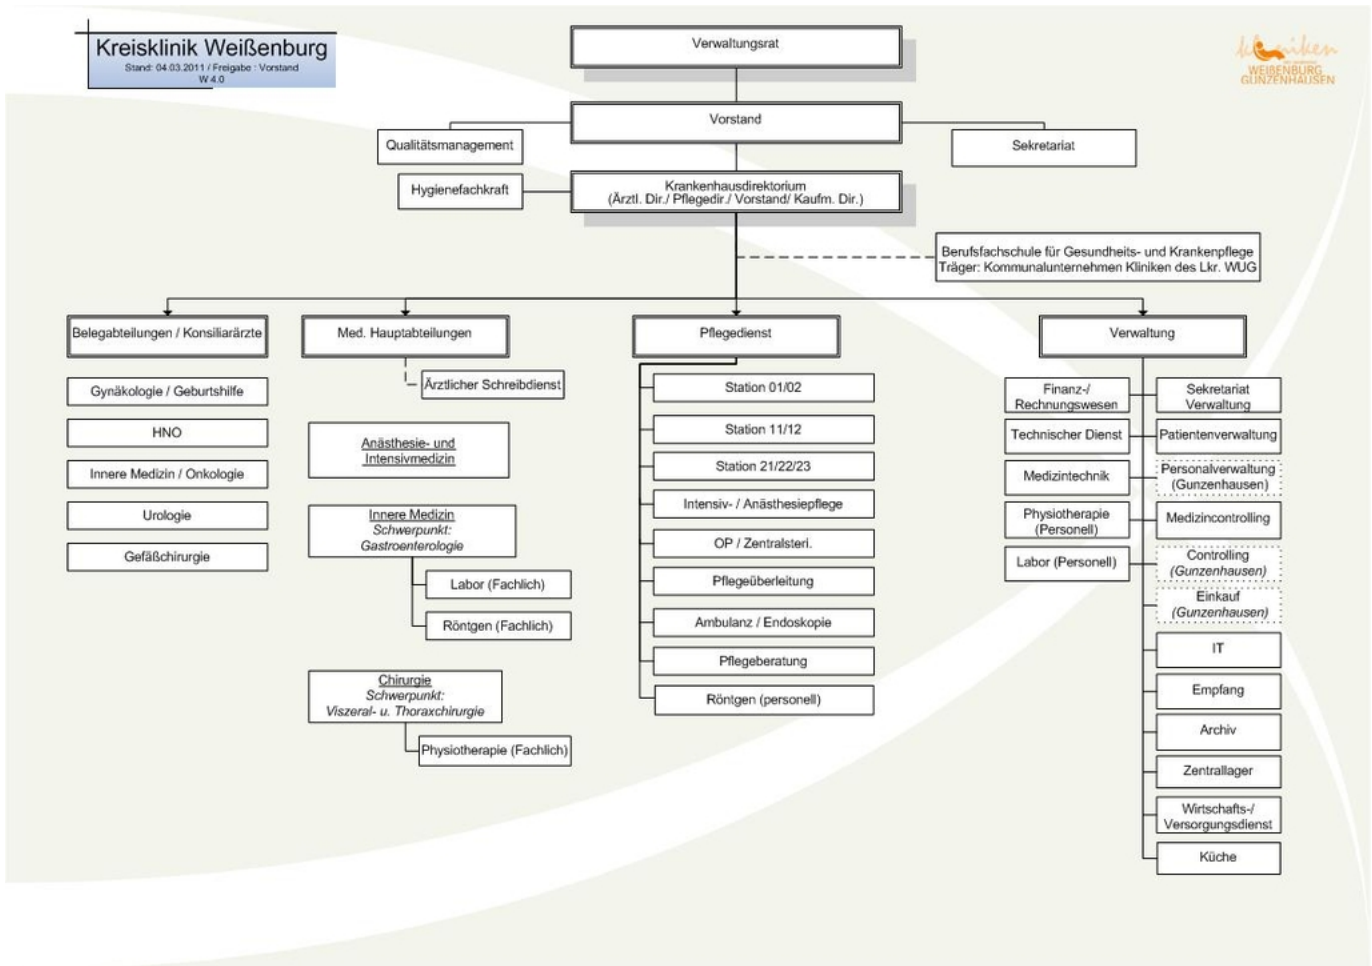 Kreisklinik Weißenburg
Stand: 04.03.2011 / Freigabe : Vorstand
W 4.0
Verwaltungsrat
kliniken
WEIßENBURG
GUNZENHAUSEN
Vorstand
Qualitätsmanagement
Sekretariat
Hygienefachkraft
Krankenhausdirektorium
(Ärztl. Dir./ Pflegedir./ Vorstand/ Kaufm. Dir.)
Berufsfachschule für Gesundheits- und Krankenpflege
Träger: Kommunalunternehmen Kliniken des Lkr. WUG
Belegabteilungen / Konsiliarärzte
Gynäkologie / Geburtshilfe
HNO
Innere Medizin / Onkologie
Urologie
Gefäßchirurgie
Med. Hauptabteilungen
Ärztlicher Schreibdienst
Anästhesie- und
Intensivmedizin
Innere Medizin
Schwerpunkt:
Gastroenterologie
Labor (Fachlich)
Röntgen (Fachlich)
Chirurgie
Schwerpunkt:
Viszeral- u. Thoraxchirurgie
Physiotherapie (Fachlich)
Pflegedienst
Station 01/02
Station 11/12
Station 21/22/23
Intensiv- / Anästhesiepflege
OP / Zentralsteri.
Pflegeüberleitung
Ambulanz / Endoskopie
Pflegeberatung
Röntgen (personell)
Verwaltung
Finanz-/
Rechnungswesen
Technischer Dienst
Medizintechnik
Physiotherapie
(Personell)
Labor (Personell)
Sekretariat
Verwaltung
Patientenverwaltung
Personalverwaltung
(Gunzenhausen)
Medizincontrolling
Controlling
(Gunzenhausen)
Einkauf
(Gunzenhausen)
IT
Empfang
Archiv
Zentrallager
Wirtschafts-/
Versorgungsdienst
Küche